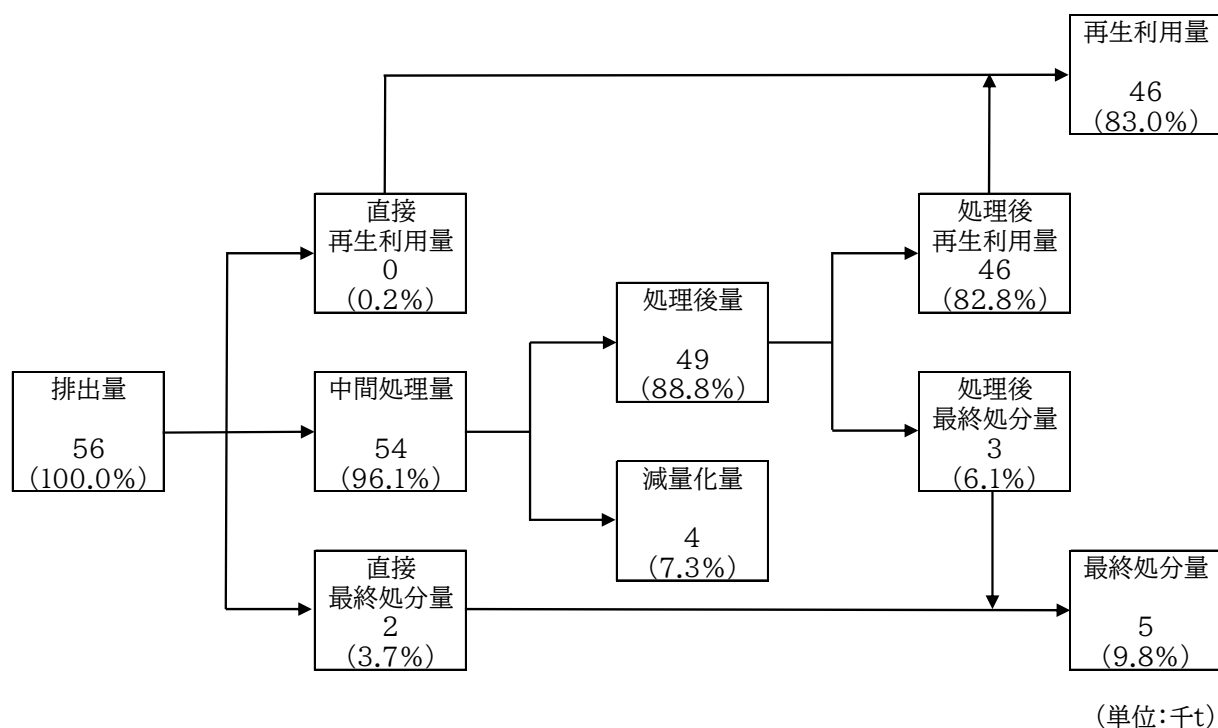 再生利用量
46
(83.0%)
直接
再生利用量
0
(0.2%)
処理後
再生利用量
46
(82.8%)
処理後量
49
(88.8%)
排出量
56
(100.0%)
中間処理量
54
(96.1%)
処理後
最終処分量
3
(6.1%)
減量化量
4
(7.3%)
直接
最終処分量
2
(3.7%)
最終処分量
5
(9.8%)
(単位:千t)